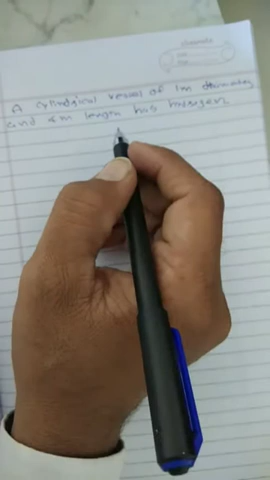 A cylindrical vessel of 1m diameter
and 4m length has hydrogen